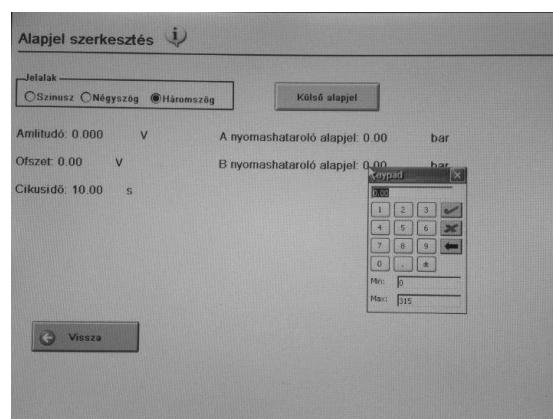 Alapjel szerkesztés
Jelalak
Szinusz Négyszög Háromszög
Külső alapjel
Amlitudó: 0.000 V
A nyomashataroló alapjel: 0.00 bar
Ofszet: 0.00 V
B nyomashataroló alapjel: 0.00 bar
Cikusidő: 10.00 s
Keypad
0.00
1 2 3
4 5 6
7 8 9
0 . ±
Min: 0
Max: 315
Vissza